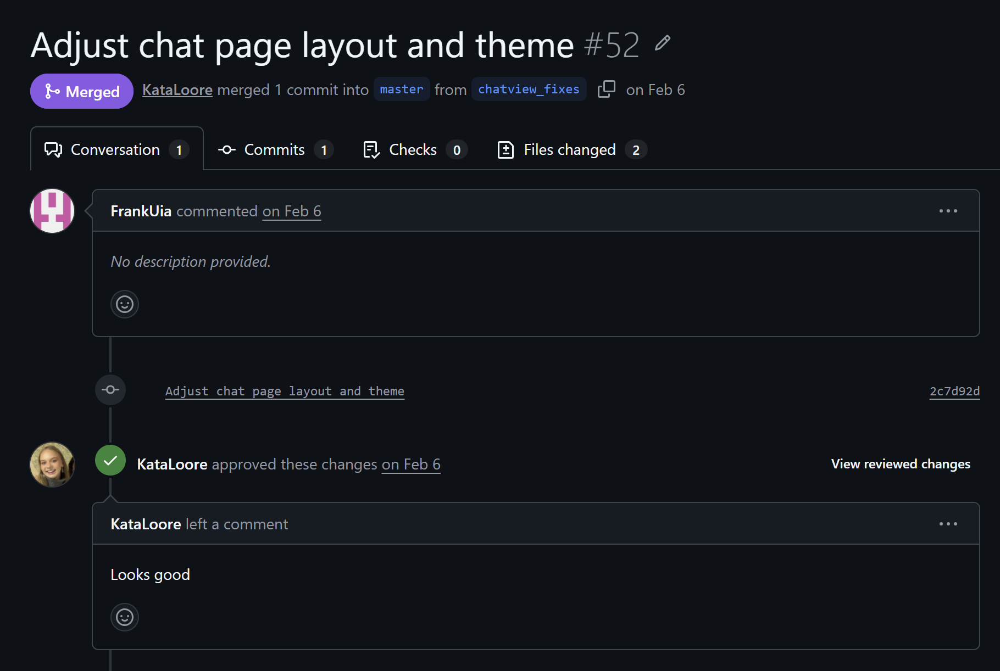 Adjust chat page layout and theme #52
Merged KataLoore merged 1 commit into master from chatview_fixes on Feb 6
Conversation 1 Commits 1 Checks 0 Files changed 2
FrankUia commented on Feb 6
No description provided.
Adjust chat page layout and theme 2c7d92d
KataLoore approved these changes on Feb 6 View reviewed changes
KataLoore left a comment
Looks good